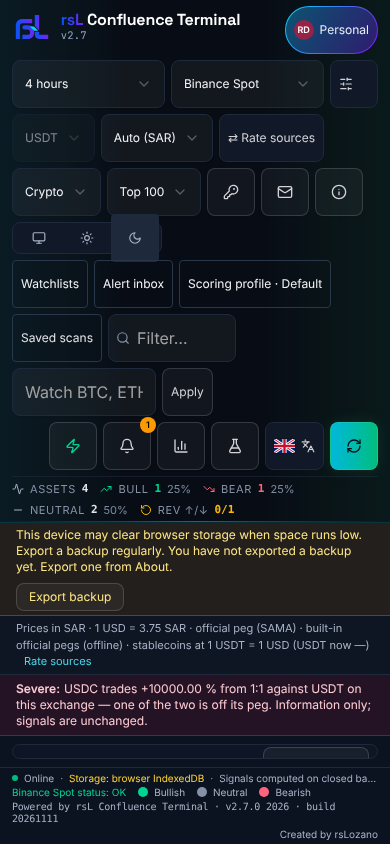 rsL
rsL Confluence Terminal
v2.7
RD Personal
4 hours
Binance Spot
USDT
Auto (SAR)
⇄ Rate sources
Crypto
Top 100
Watchlists
Alert inbox
Scoring profile · Default
Saved scans
Filter...
Watch BTC, ETH
Apply
1
ASSETS 4 BULL 1 25% BEAR 1 25%
NEUTRAL 2 50% REV ↑/↓ 0/1
This device may clear browser storage when space runs low.
Export a backup regularly. You have not exported a backup
yet. Export one from About.
Export backup
Prices in SAR · 1 USD = 3.75 SAR · official peg (SAMA) · built-in
official pegs (offline) · stablecoins at 1 USDT = 1 USD (USDT now —)
Rate sources
Severe: USDC trades +10000.00 % from 1:1 against USDT on
this exchange — one of the two is off its peg. Information only;
signals are unchanged.
Online · Storage: browser IndexedDB · Signals computed on closed ba...
Binance Spot status: OK Bullish Neutral Bearish
Powered by rsL Confluence Terminal · v2.7.0 2026 · build
20261111
Created by rsLozano